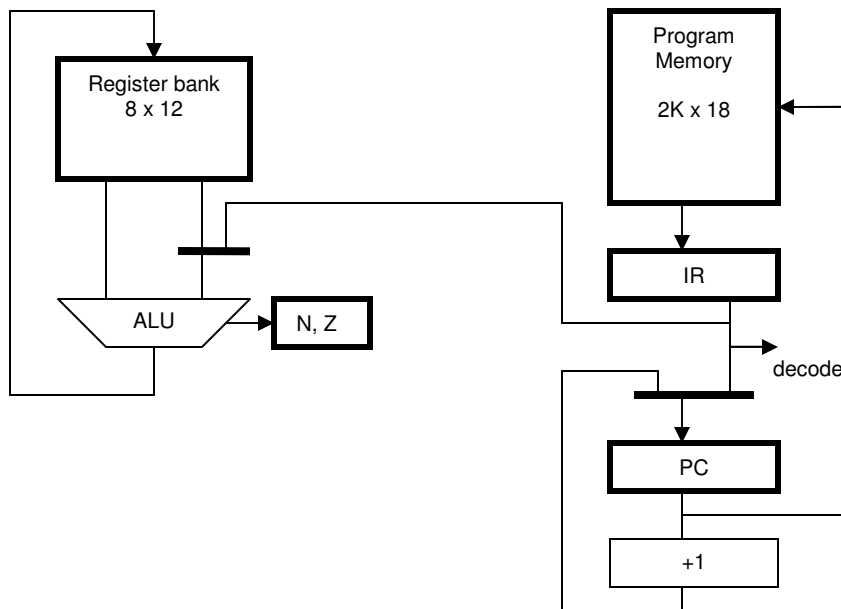 Register bank
8 x 12
Program
Memory
2K x 18
IR
ALU
N, Z
decode
PC
+1